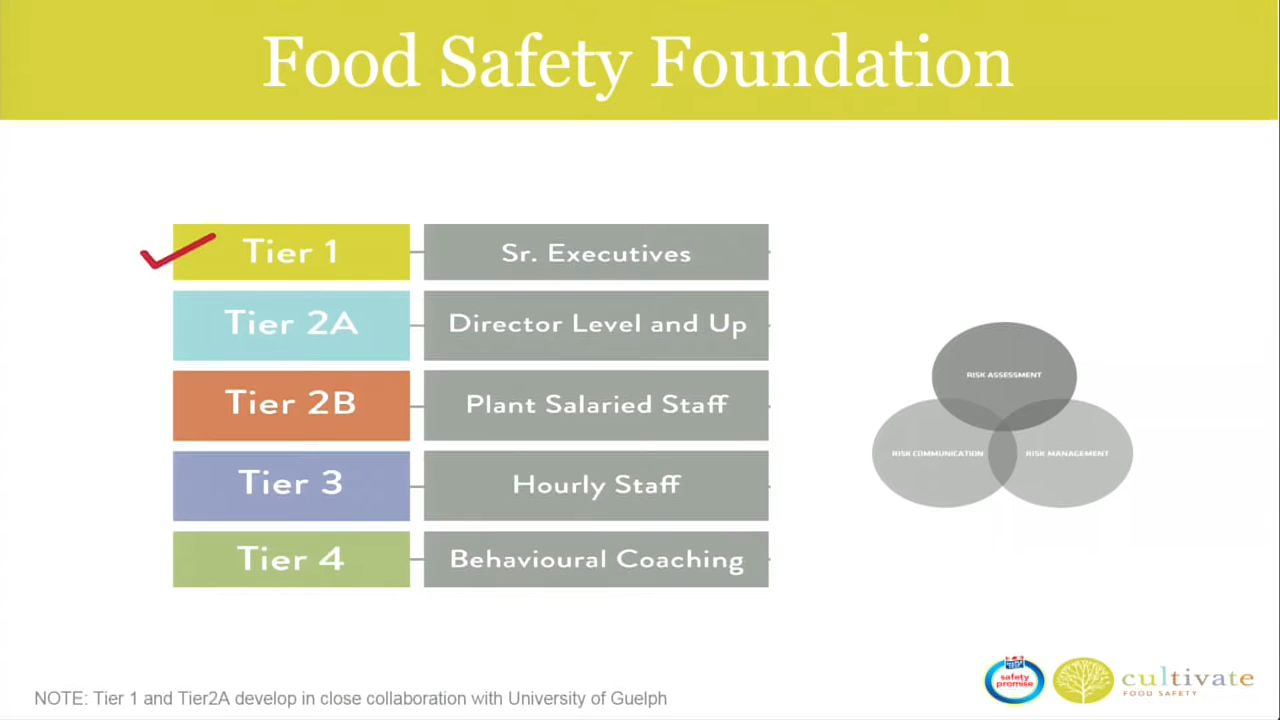 Food Safety Foundation
Tier 1
Sr. Executives
Tier 2A
Director Level and Up
Tier 2B
Plant Salaried Staff
Tier 3
Hourly Staff
Tier 4
Behavioural Coaching
RISK ASSESSMENT
RISK COMMUNICATION
RISK MANAGEMENT
safety
promise
cultivate
FOOD SAFETY
NOTE: Tier 1 and Tier2A develop lose collaboration with University of Guelph